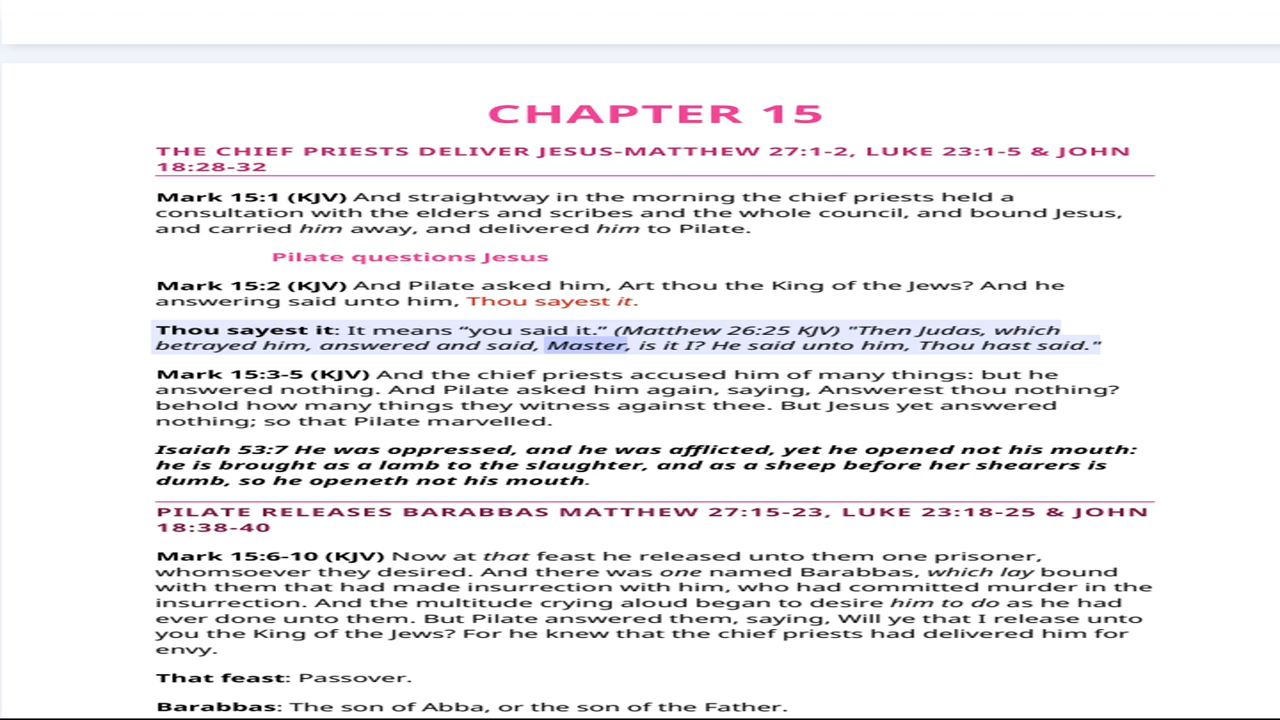 CHAPTER 15
THE CHIEF PRIESTS DELIVER JESUS-MATTHEW 27:1-2, LUKE 23:1-5 & JOHN
18:28-32
Mark 15:1 (KJV) And straightway in the morning the chief priests held a
consultation with the elders and scribes and the whole council, and bound Jesus,
and carried him away, and delivered him to Pilate.
Pilate questions Jesus
Mark 15:2 (KJV) And Pilate asked him, Art thou the King of the Jews? And he
answering said unto him, Thou sayest it.
Thou sayest it: It means “you said it.” (Matthew 26:25 KJV) "Then Judas, which
betrayed him, answered and said, Master, is it I? He said unto him, Thou hast said."
Mark 15:3-5 (KJV) And the chief priests accused him of many things: but he
answered nothing. And Pilate asked him again, saying, Answerest thou nothing?
behold how many things they witness against thee. But Jesus yet answered
nothing; so that Pilate marvelled.
Isaiah 53:7 He was oppressed, and he was afflicted, yet he opened not his mouth:
he is brought as a lamb to the slaughter, and as a sheep before her shearers is
dumb, so he openeth not his mouth.
PILATE RELEASES BARABBAS MATTHEW 27:15-23, LUKE 23:18-25 & JOHN
18:38-40
Mark 15:6-10 (KJV) Now at that feast he released unto them one prisoner,
whomsoever they desired. And there was one named Barabbas, which lay bound
with them that had made insurrection with him, who had committed murder in the
insurrection. And the multitude crying aloud began to desire him to do as he had
ever done unto them. But Pilate answered them, saying, Will ye that I release unto
you the King of the Jews? For he knew that the chief priests had delivered him for
envy.
That feast: Passover.
Barabbas: The son of Abba, or the son of the Father.